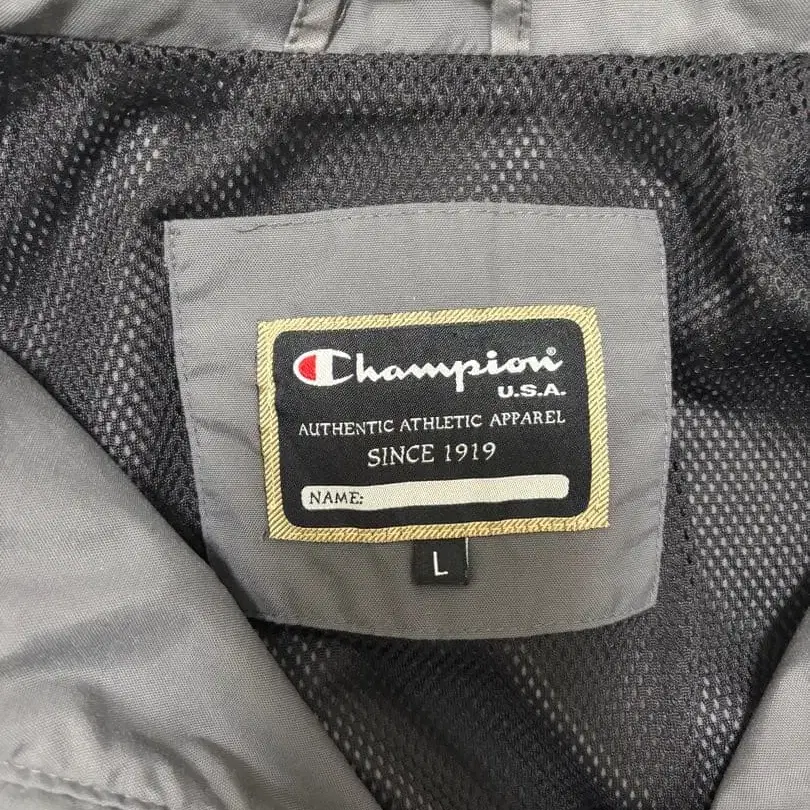 Champion®
U.S.A.
AUTHENTIC ATHLETIC APPAREL
SINCE 1919
NAME:
L